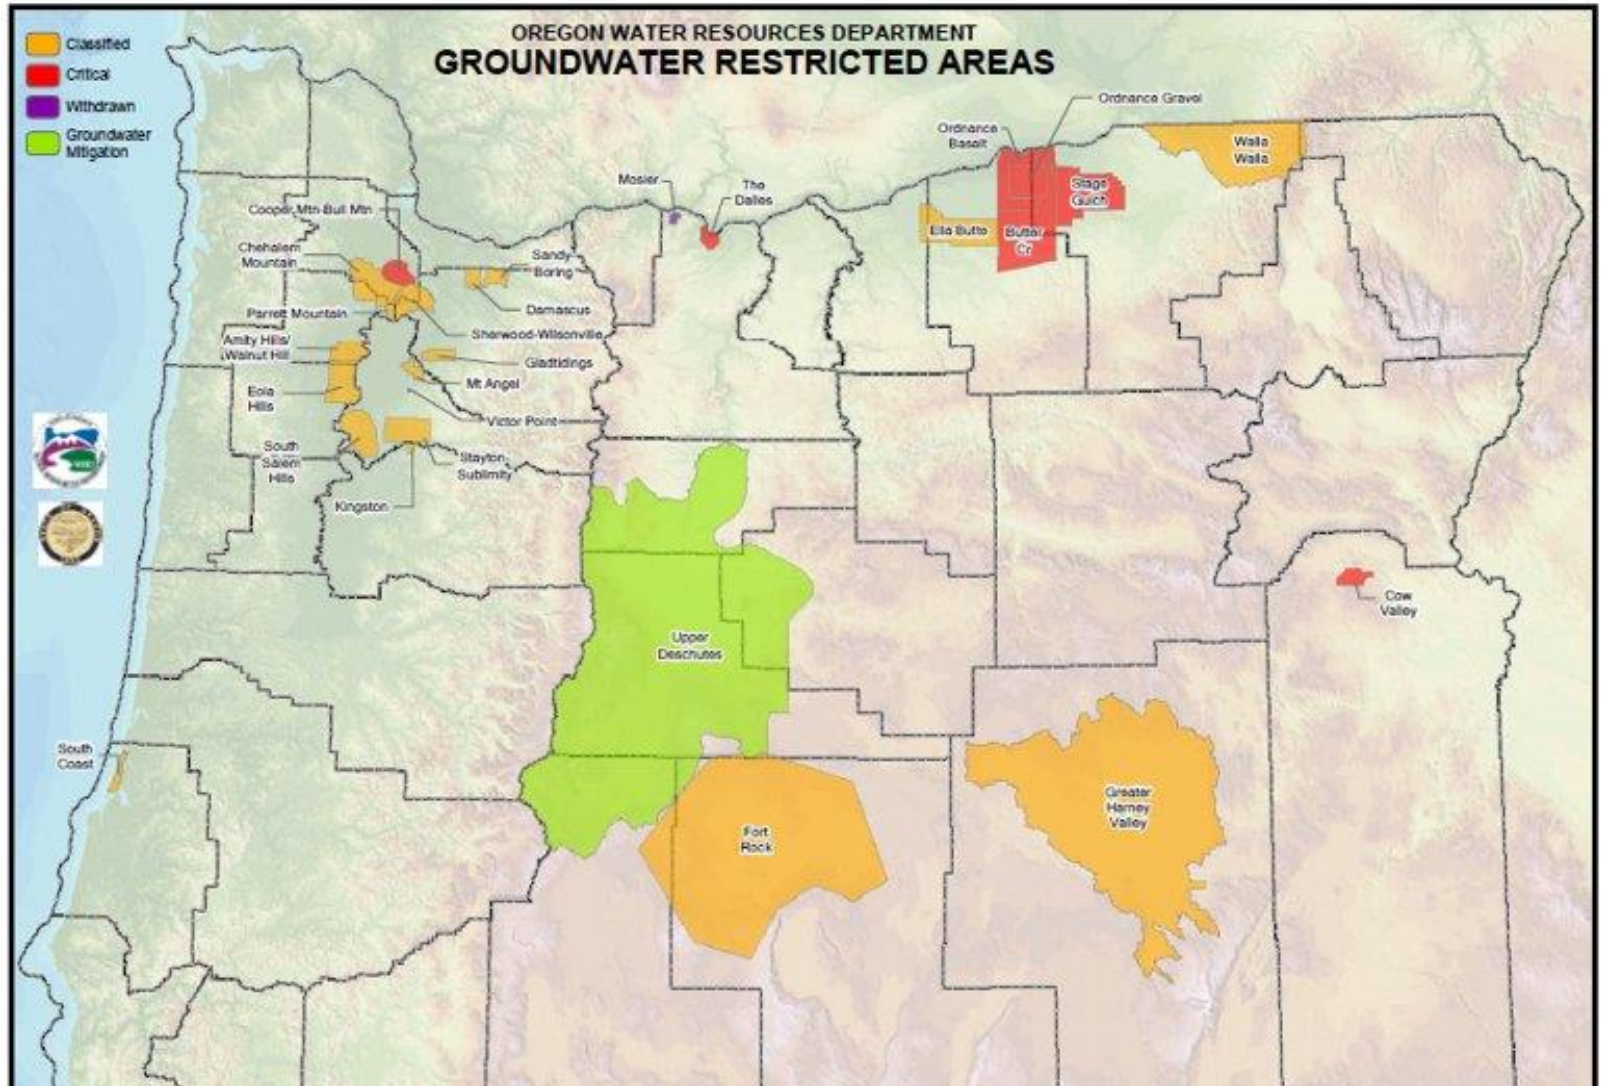 OREGON WATER RESOURCES DEPARTMENT
GROUNDWATER RESTRICTED AREAS
Classified
Critical
Withdrawn
Groundwater
Mitigation
Ordnance Gravel
Ordnance
Basalt
Walla
Walla
Stage
Gulch
Ella Butte
Butter
Cr
Mosier
The
Dalles
Cooper Mtn-Bull Mtn
Chehalem
Mountain
Sandy
Boring
Damascus
Parrett Mountain
Sherwood-Wilsonville
Amity Hills/
Walnut Hill
Gladtidings
Mt Angel
Eola
Hills
Victor Point
South
Salem
Hills
Stayton
Sublimity
Kingston
Cow
Valley
Upper
Deschutes
South
Coast
Greater
Harney
Valley
Fort
Rock